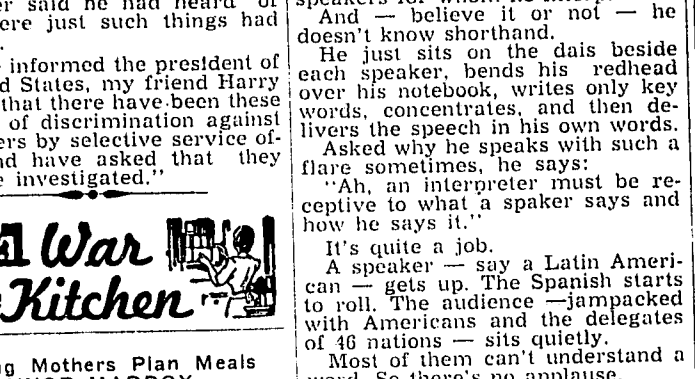 er said he had heard of
ere just such things had
informed the president of
d States, my friend Harry
that there have been these
of discrimination against
ers by selective service of-
nd have asked that they
e investigated."
War
Kitchen
ng Mothers Plan Meals
MADDOX
And — believe it or not — he
doesn't know shorthand.
He just sits on the dais beside
each speaker, bends his redhead
over his notebook, writes only key
words, concentrates, and then de-
livers the speech in his own words.
Asked why he speaks with such a
flare sometimes, he says:
"Ah, an interpreter must be re-
ceptive to what a spaker says and
how he says it."
It's quite a job.
A speaker — say a Latin Ameri-
can — gets up. The Spanish starts
to roll. The audience —jampacked
with Americans and the delegates
of 46 nations — sits quietly.
Most of them can't understand a
word. So there's no applause.